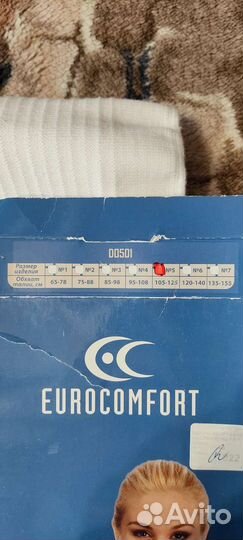 00501
Размер изделия №1 №2 №3 №4 №5 №6 №7
Обхват талии, см 65-78 75-88 85-98 95-108 105-125 120-140 135-155
EUROCOMFORT
Avito